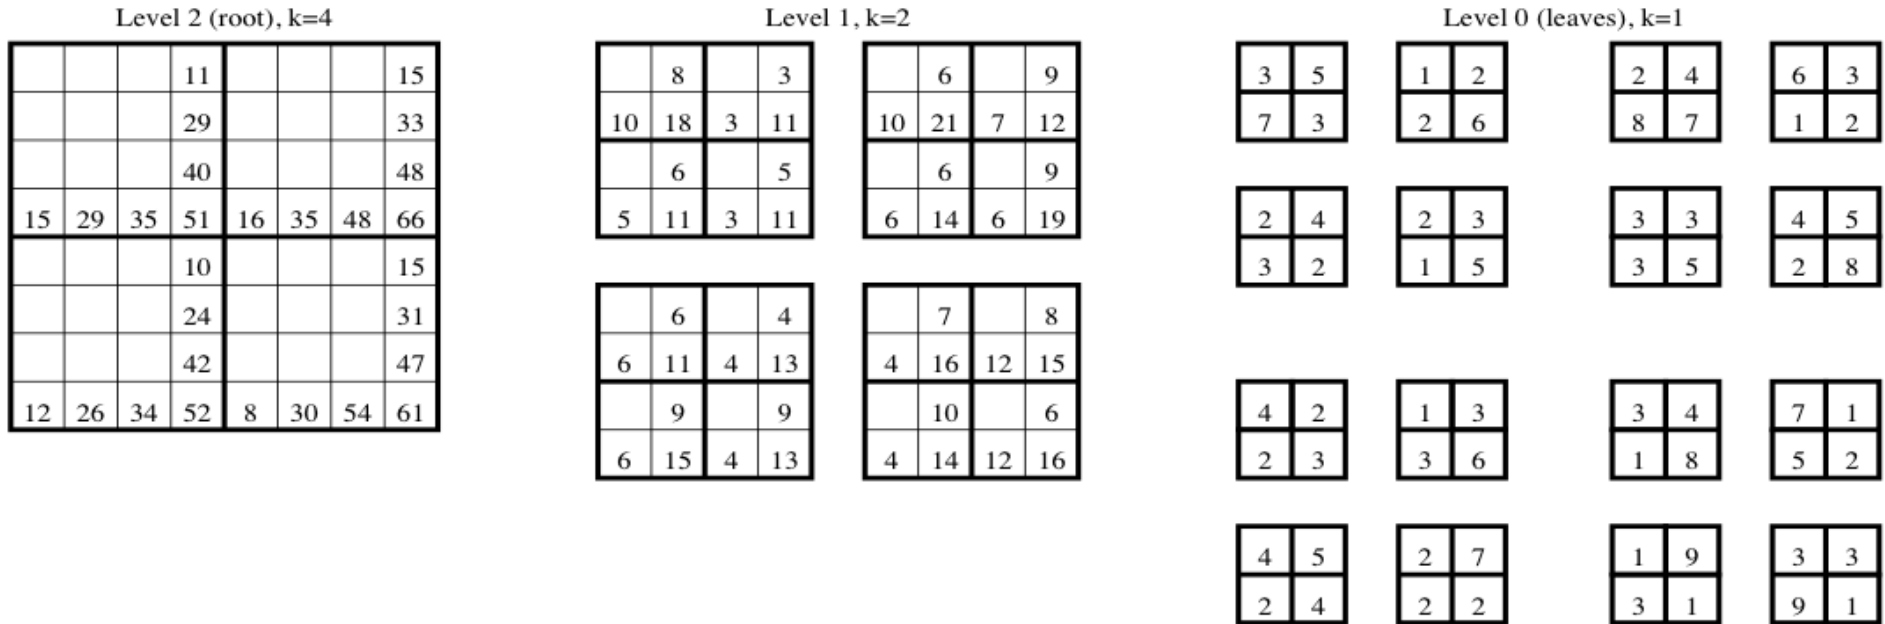 Level 2 (root), k=4 Level 1, k=2 Level 0 (leaves), k=1
11 15 8 3 6 9 3 5 1 2 2 4 6 3
29 33 10 18 3 11 10 21 7 12 7 3 2 6 8 7 1 2
40 48 6 5 6 9
15 29 35 51 16 35 48 66 5 11 3 11 6 14 6 19 2 4 2 3 3 3 4 5
10 15 3 2 1 5 3 5 2 8
24 31 6 4 7 8
42 47 6 11 4 13 4 16 12 15
12 26 34 52 8 30 54 61 9 9 10 6 4 2 1 3 3 4 7 1
6 15 4 13 4 14 12 16 2 3 3 6 1 8 5 2
4 5 2 7 1 9 3 3
2 4 2 2 3 1 9 1